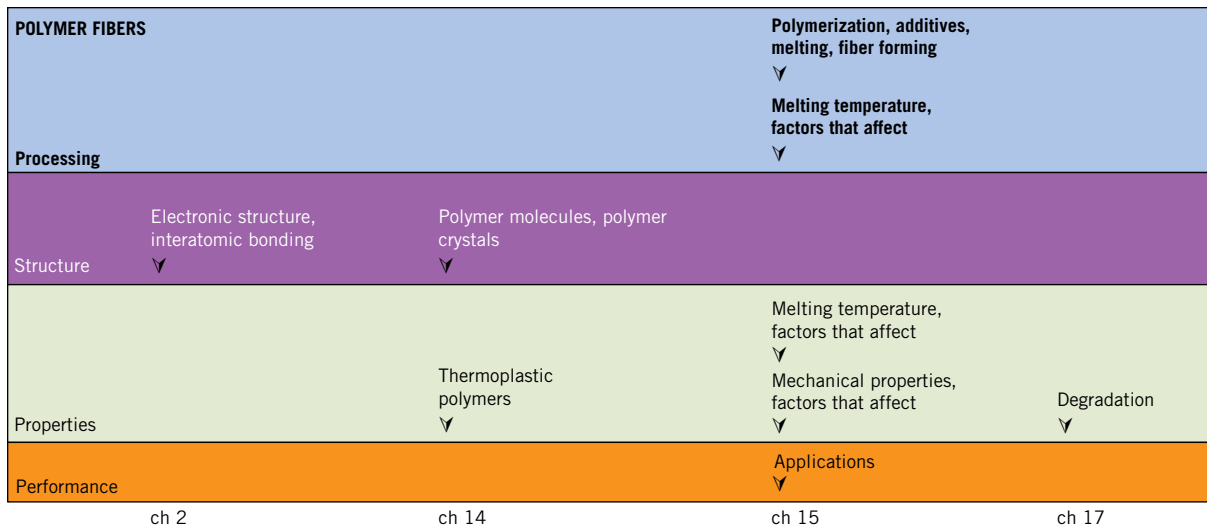 POLYMER FIBERS
Polymerization, additives,
melting, fiber forming
Melting temperature,
factors that affect
Processing
Electronic structure,
interatomic bonding
Polymer molecules, polymer
crystals
Structure
Melting temperature,
factors that affect
Thermoplastic
polymers
Mechanical properties,
factors that affect
Degradation
Properties
Applications
Performance
ch 2
ch 14
ch 15
ch 17